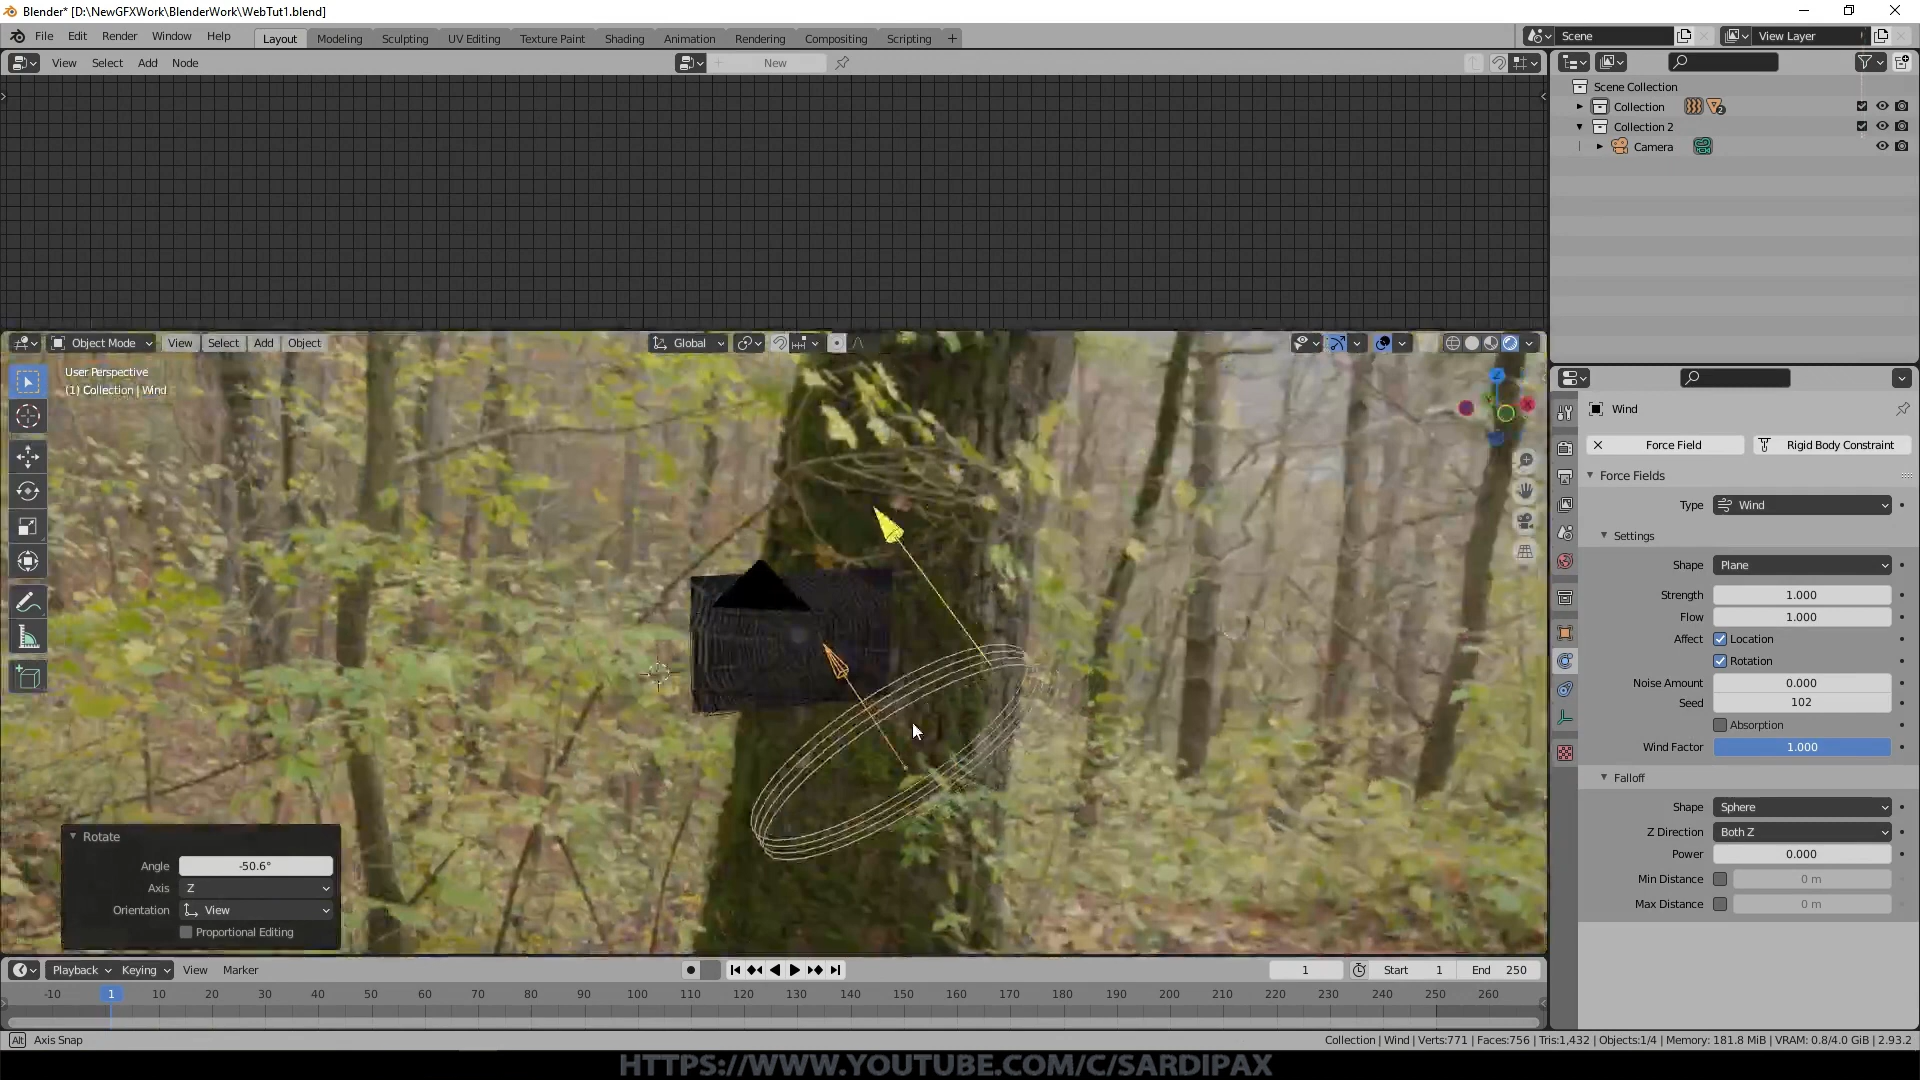 Blender* [D:\NewGFXWork\BlenderWork\WebTut1.blend]
File Edit Render Window Help Layout Modeling Sculpting UV Editing Texture Paint Shading Animation Rendering Compositing Scripting + Scene View Layer
View Select Add Node New
Scene Collection
Collection 2
Collection 2
Camera
Object Mode View Select Add Object Global
User Perspective
(1) Collection | Wind
Wind
Force Field Rigid Body Constraint
Force Fields
Type Wind
Settings
Shape Plane
Strength 1.000
Flow 1.000
Affect Location
Rotation
Noise Amount 0.000
Seed 102
Absorption
Wind Factor 1.000
Falloff
Shape Sphere
Z Direction Both Z
Power 0.000
Min Distance 0 m
Max Distance 0 m
Rotate
Angle -50.6°
Axis Z
Orientation View
Proportional Editing
Playback Keying View Marker 1 Start 1 End 250
-10 1 10 20 30 40 50 60 70 80 90 100 110 120 130 140 150 160 170 180 190 200 210 220 230 240 250 260
Alt Axis Snap Collection | Wind | Verts:771 | Faces:756 | Tris:1,432 | Objects:1/4 | Memory: 181.8 MiB | VRAM: 0.8/4.0 GiB | 2.93.2
HTTPS://WWW.YOUTUBE.COM/C/SARDIPAX